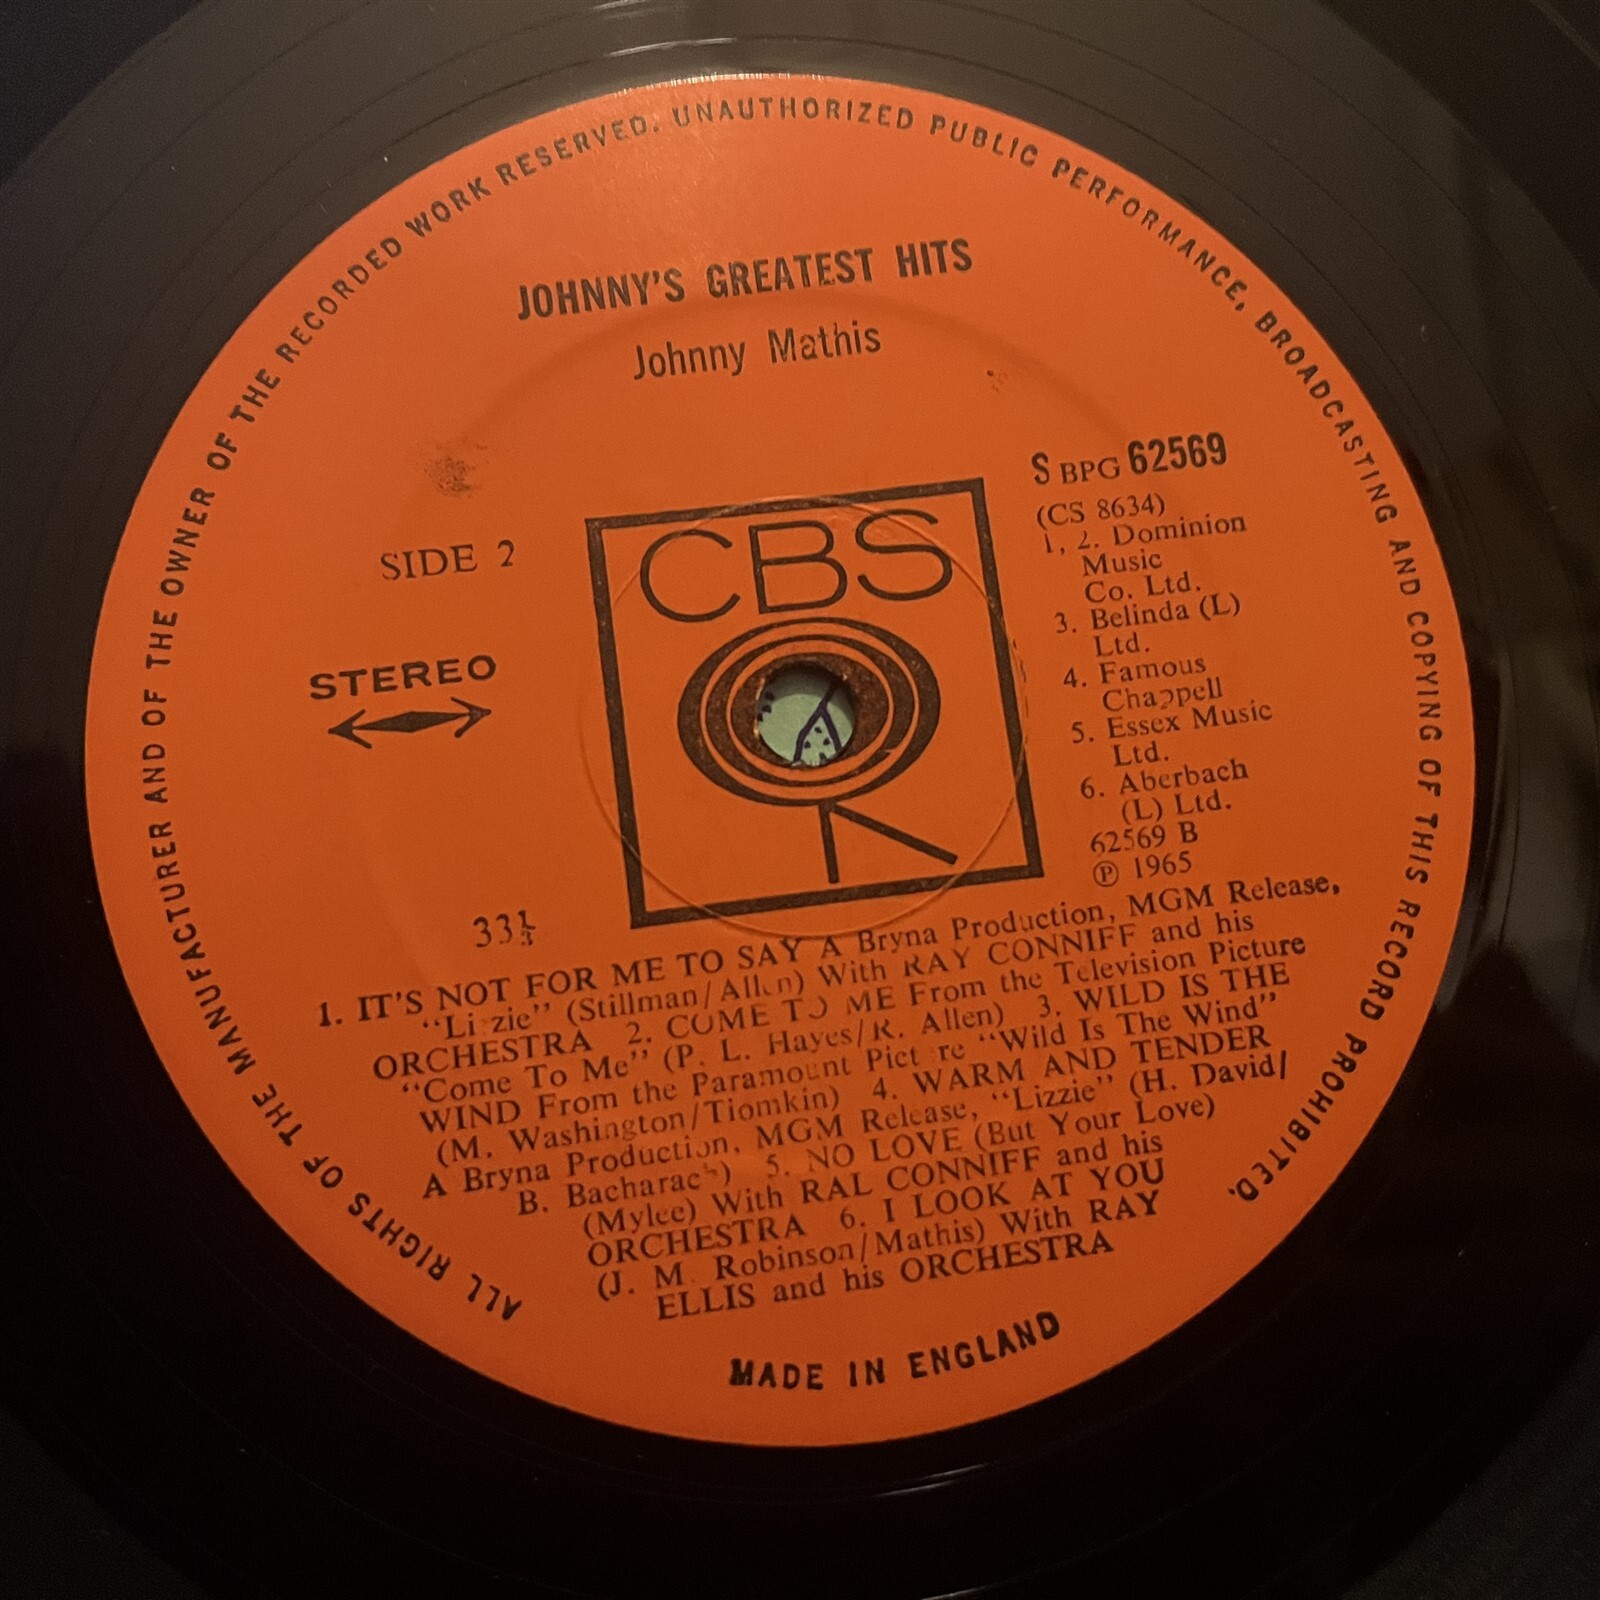 ALL RIGHTS OF THE MANUFACTURER AND OF THE OWNER OF THE RECORDED WORK RESERVED. UNAUTHORIZED PUBLIC PERFORMANCE, BROADCASTING AND COPYING OF THIS RECORD PROHIBITED.
JOHNNY'S GREATEST HITS
Johnny Mathis
SIDE 2
STEREO
33⅓
CBS
S BPG 62569
(CS 8634)
1, 2. Dominion
Music
Co. Ltd.
3. Belinda (L)
Ltd.
4. Famous
Chappell
5. Essex Music
Ltd.
6. Aberbach
(L) Ltd.
62569 B
Ⓟ 1965
1. IT'S NOT FOR ME TO SAY A Bryna Production, MGM Release,
"Lizzie" (Stillman/Allen) With RAY CONNIFF and his
ORCHESTRA 2. COME TO ME From the Television Picture
"Come To Me" (P. L. Hayes/R. Allen) 3. WILD IS THE
WIND From the Paramount Picture "Wild Is The Wind"
(M. Washington/Tiomkin) 4. WARM AND TENDER
A Bryna Production, MGM Release, "Lizzie" (H. David/
B. Bacharach) 5. NO LOVE (But Your Love)
(Mylee) With RAL CONNIFF and his
ORCHESTRA 6. I LOOK AT YOU
(J. M. Robinson/Mathis) With RAY
ELLIS and his ORCHESTRA
MADE IN ENGLAND